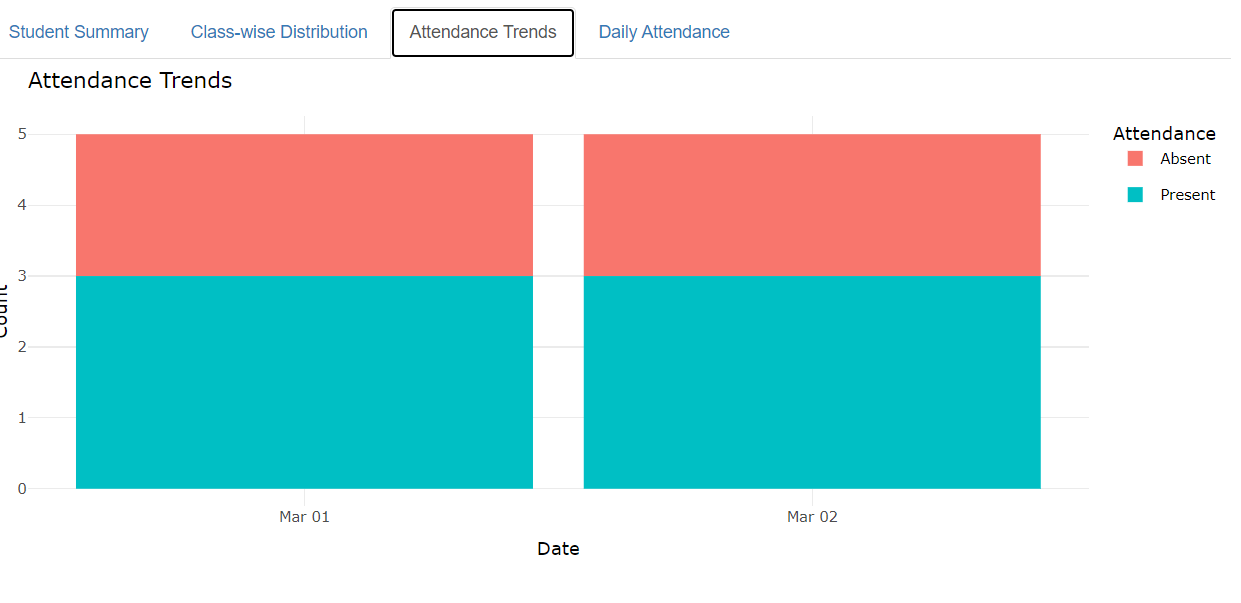 Student Summary Class-wise Distribution Attendance Trends Daily Attendance
Attendance Trends
Attendance
Absent
Present
Count
5
4
3
2
1
0
Mar 01 Mar 02
Date